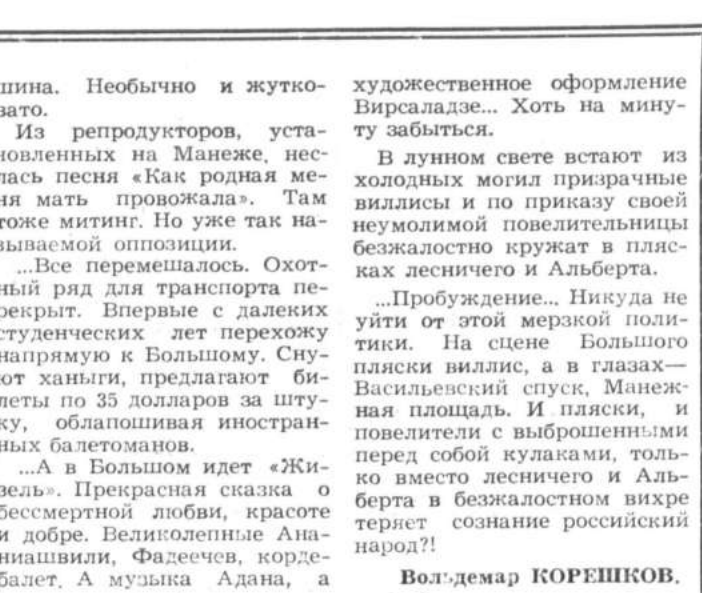 шина. Необычно и жутко-
вато.
Из репродукторов, уста-
новленных на Манеже, нес-
лась песня «Как родная ме-
ня мать провожала». Там
тоже митинг. Но уже так на-
зываемой оппозиции.
...Все перемешалось. Охот-
ный ряд для транспорта пе-
рекрыт. Впервые с далеких
студенческих лет перехожу
напрямую к Большому. Сну-
ют ханыги, предлагают би-
леты по 35 долларов за шту-
ку, облапошивая иностран-
ных балетоманов.
...А в Большом идет «Жи-
зель». Прекрасная сказка о
бессмертной любви, красоте
и добре. Великолепные Ана-
ниашвили, Фадеечев, корде-
балет. А музыка Адана, а
художественное оформление
Вирсаладзе... Хоть на мину-
ту забыться.
В лунном свете встают из
холодных могил призрачные
виллисы и по приказу своей
неумолимой повелительницы
безжалостно кружат в пляс-
ках лесничего и Альберта.
...Пробуждение... Никуда не
уйти от этой мерзкой поли-
тики. На сцене Большого
пляски виллис, а в глазах—
Васильевский спуск, Манеж-
ная площадь. И пляски, и
повелители с выброшенными
перед собой кулаками, толь-
ко вместо лесничего и Аль-
берта в безжалостном вихре
теряет сознание российский
народ?!
Вольдемар КОРЕШКОВ.